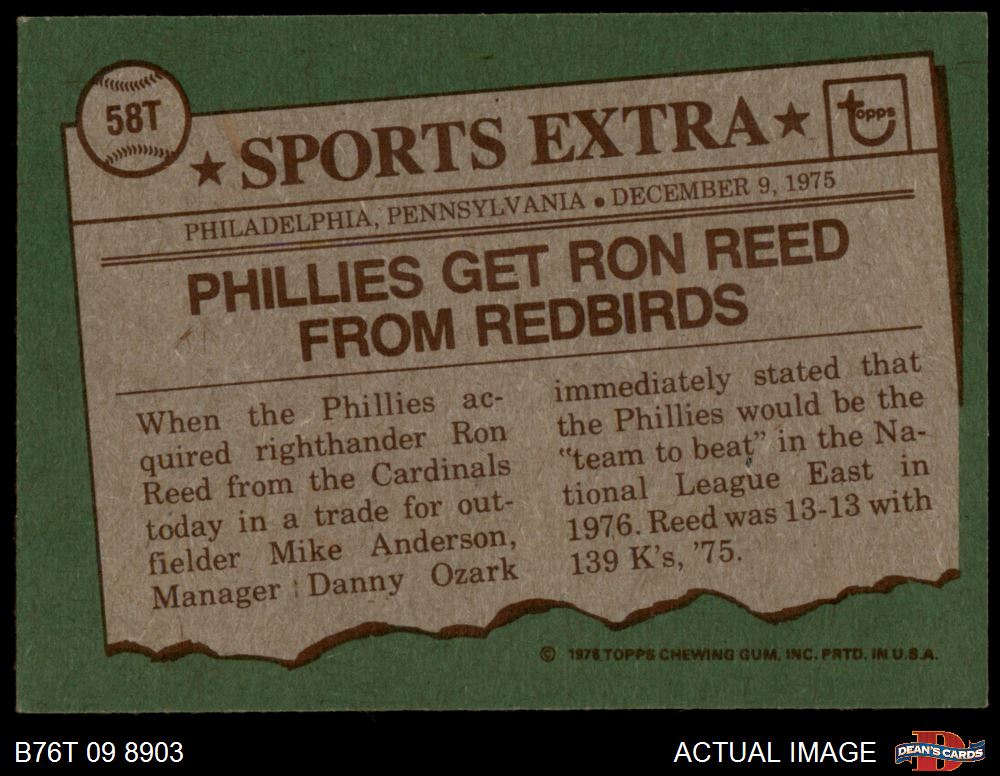 58T
★ SPORTS EXTRA ★
Topps
PHILADELPHIA, PENNSYLVANIA • DECEMBER 9, 1975
PHILLIES GET RON REED
FROM REDBIRDS
When the Phillies ac-
quired righthander Ron
Reed from the Cardinals
today in a trade for out-
fielder Mike Anderson,
Manager Danny Ozark
immediately stated that
the Phillies would be the
“team to beat” in the Na-
tional League East in
1976. Reed was 13-13 with
139 K's, '75.
© 1976 TOPPS CHEWING GUM, INC. PRTD. IN U.S.A.
B76T 09 8903
ACTUAL IMAGE
DEAN'S CARDS